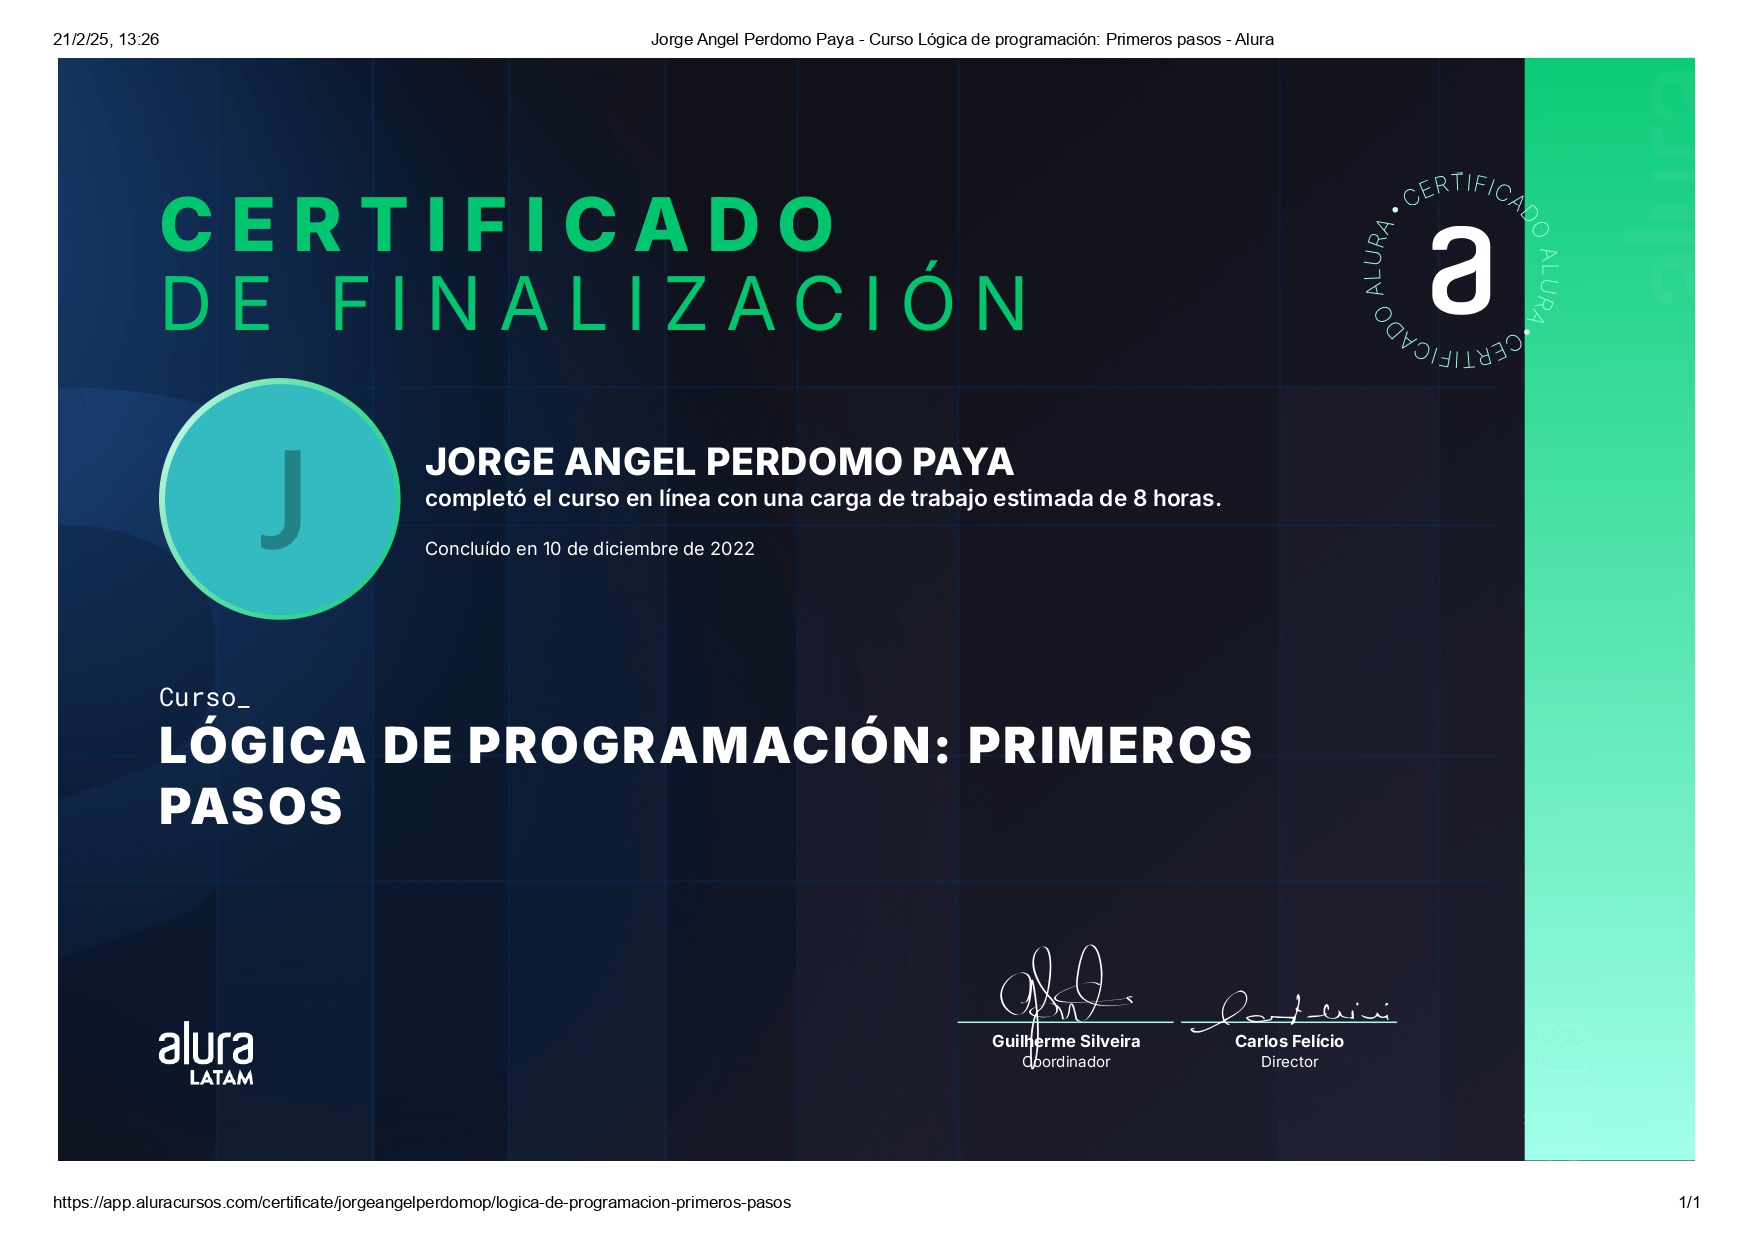 21/2/25, 13:26
Jorge Angel Perdomo Paya - Curso Lógica de programación: Primeros pasos - Alura
CERTIFICADO
DE FINALIZACIÓN
CERTIFICADO ALURA • CERTIFICADO ALURA •
a
J
JORGE ANGEL PERDOMO PAYA
completó el curso en línea con una carga de trabajo estimada de 8 horas.
Concluído en 10 de diciembre de 2022
Curso_
LÓGICA DE PROGRAMACIÓN: PRIMEROS
PASOS
alura
LATAM
Guilherme Silveira
Coordinador
Carlos Felício
Director
alura
alura
https://app.aluracursos.com/certificate/jorgeangelperdomop/logica-de-programacion-primeros-pasos
1/1